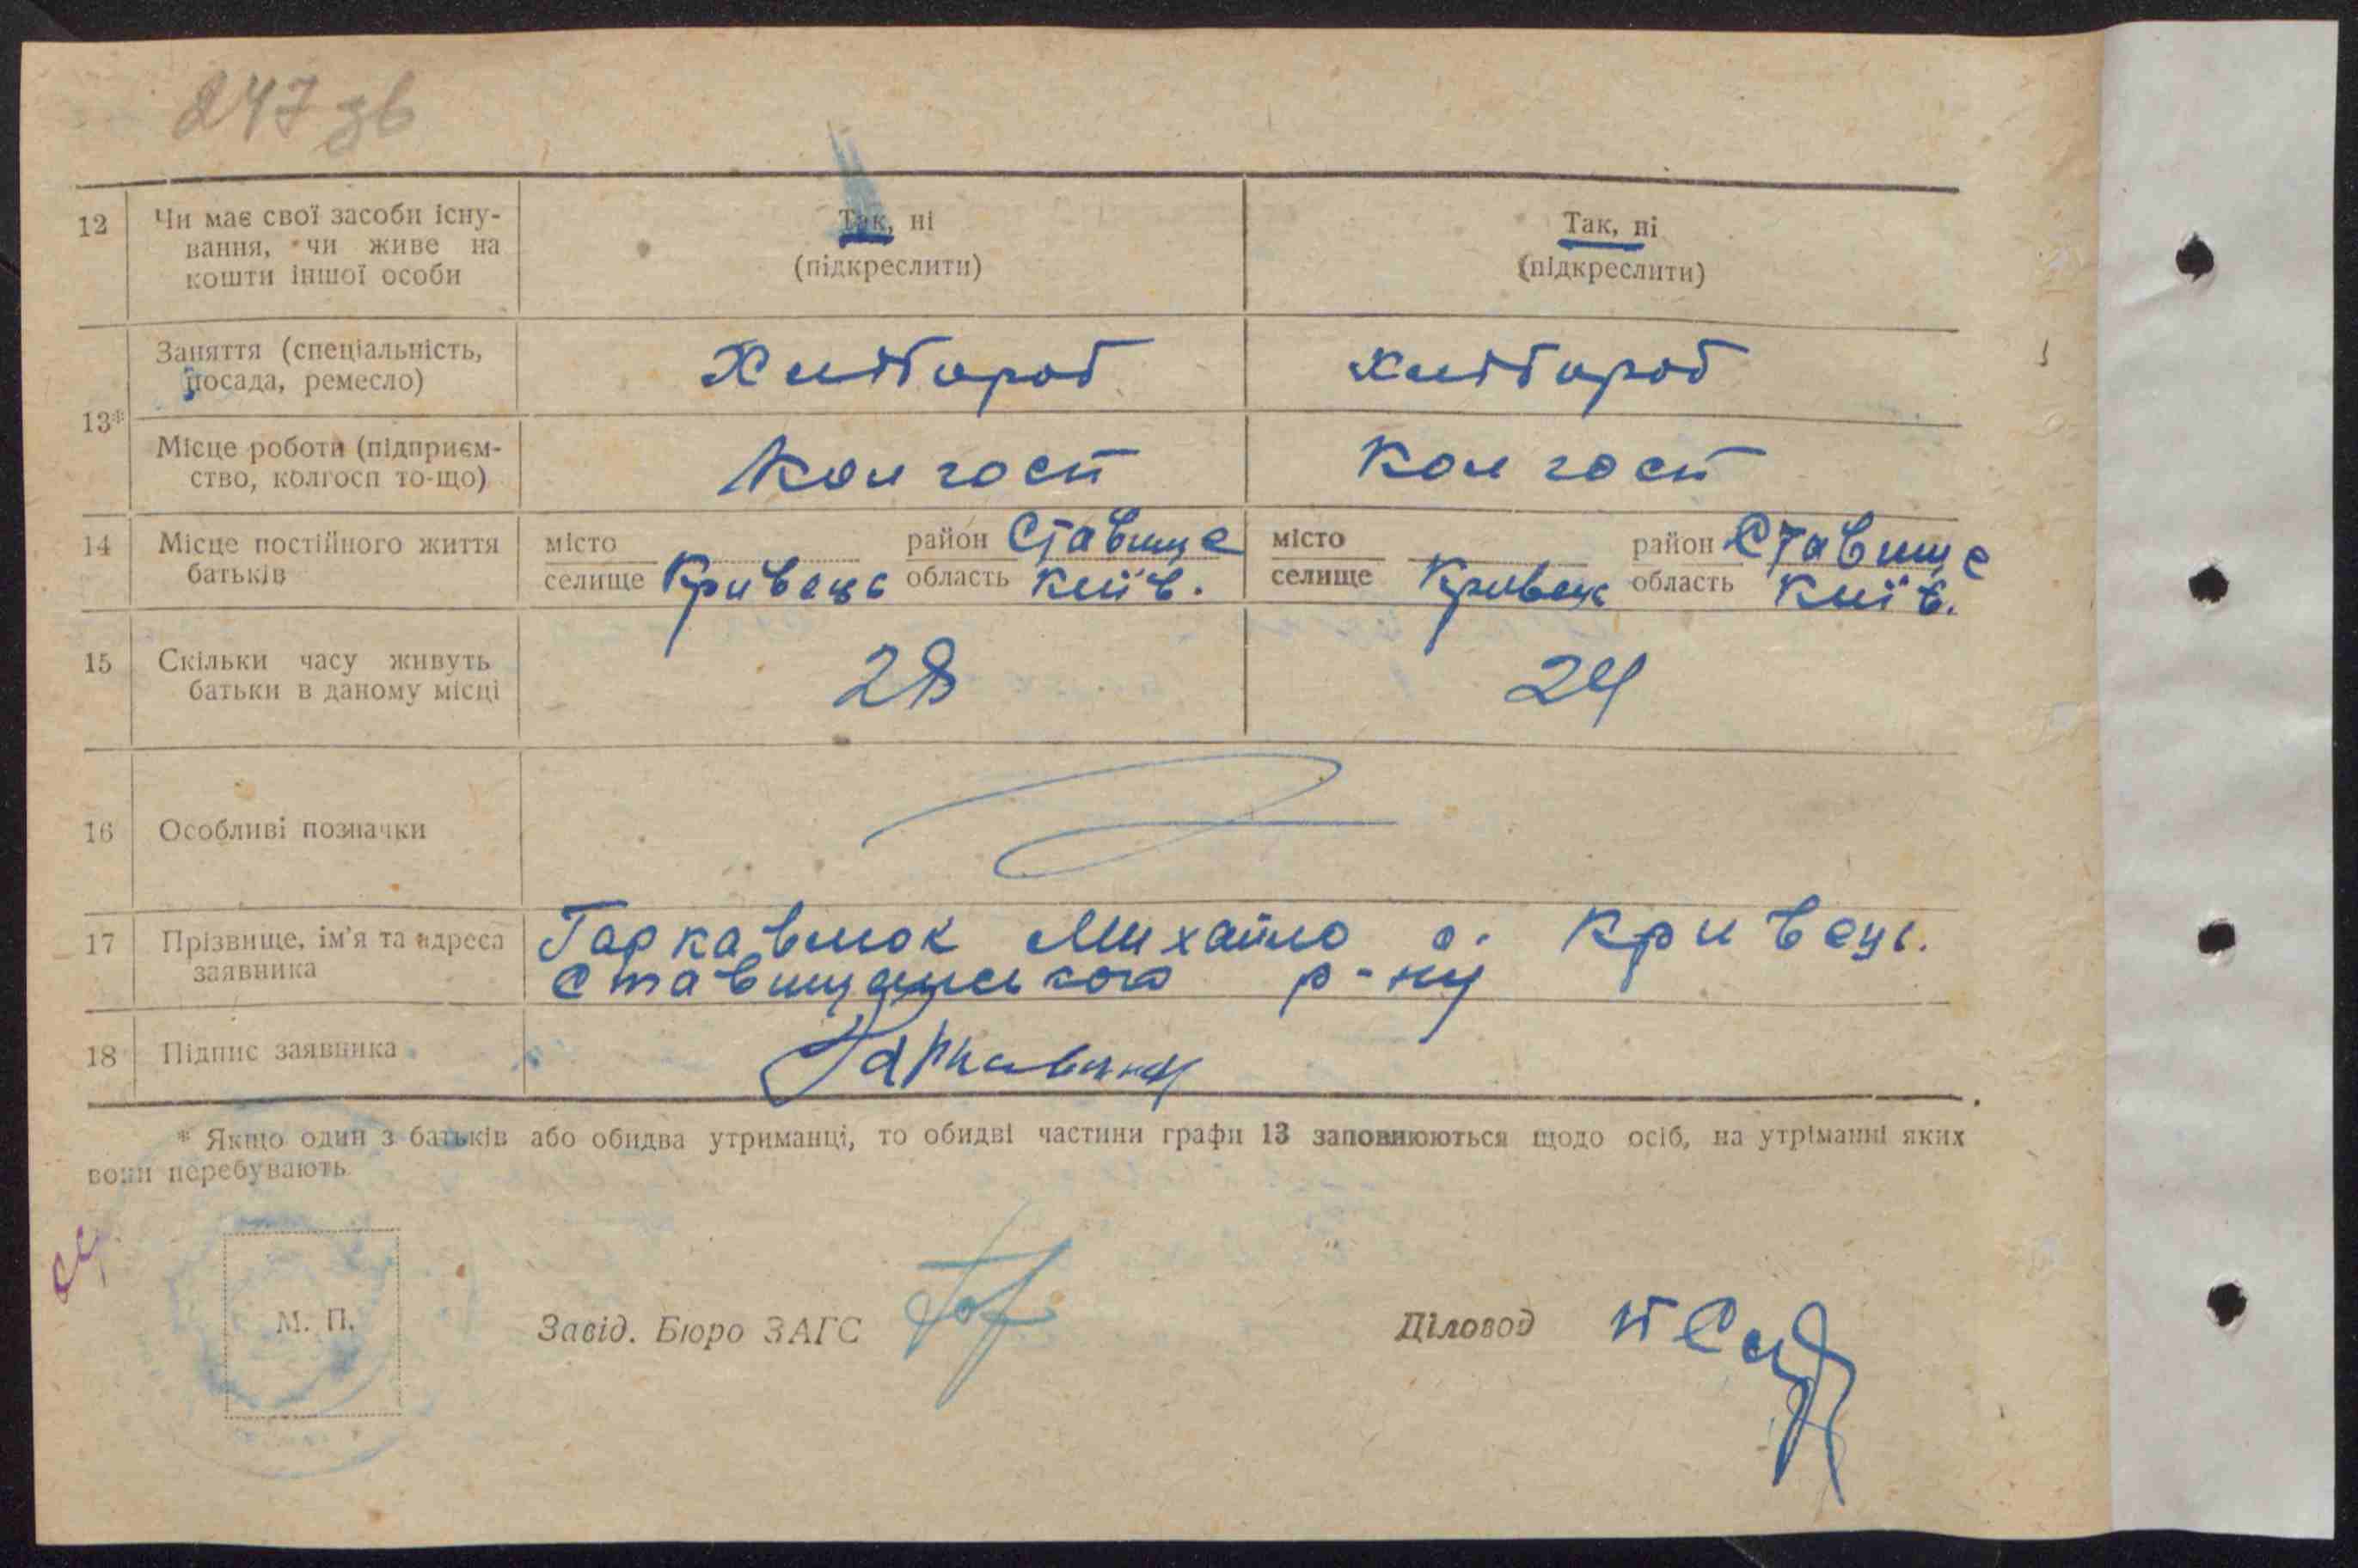 247 зв
12 Чи має свої засоби існу-
вання, чи живе на
кошти іншої особи
Так, ні
(підкреслити)
Так, ні
(підкреслити)
13*
Заняття (спеціальність,
посада, ремесло)
Хлібороб
хлібороб
Місце роботи (підприєм-
ство, колгосп то-що)
Колгосп
Колгосп
14 Місце постійного життя
батьків
місто
селище Кривець
район Ставище
область Київ.
місто
селище Кривець
район Ставище
область Київ.
15 Скільки часу живуть
батьки в даному місці
28
24
16 Особливі позначки
17 Прізвище, ім'я та адреса
заявника
Гаркавлюк Михайло с. Кривець.
Ставищенського р-ну
18 Підпис заявника
* Якщо один з батьків або обидва утриманці, то обидві частини графи 13 заповнюються щодо осіб, на утріманні яких
вони перебувають
М. П.
Завід. Бюро ЗАГС
Діловод